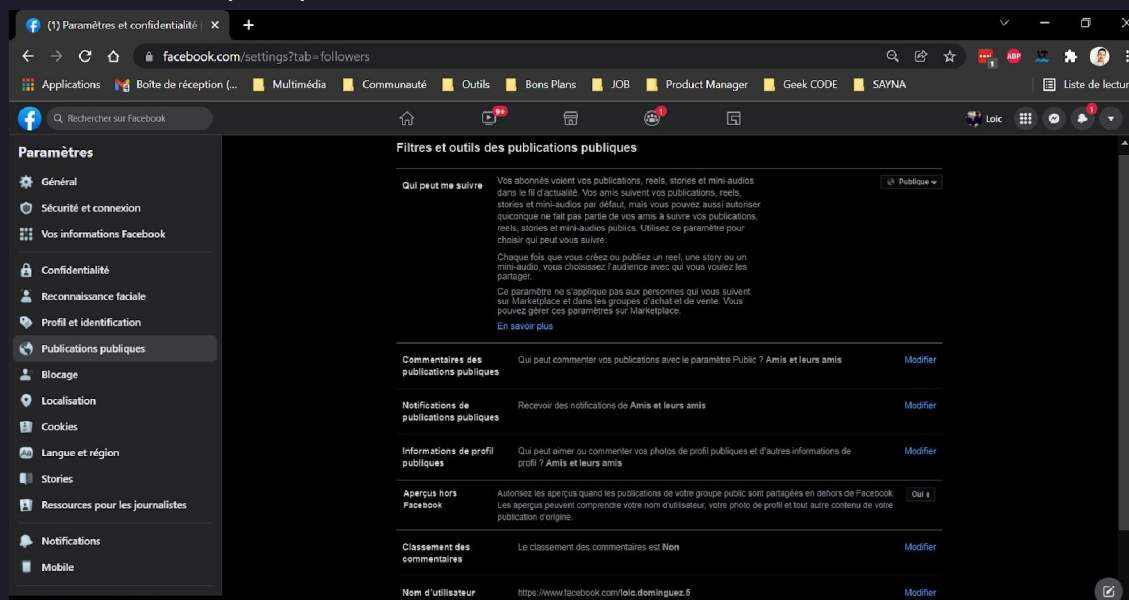 (1) Paramètres et confidentialité |
facebook.com/settings?tab=followers
ABP
LT
1
Applications
Boîte de réception (...
Multimédia
Communauté
Outils
Bons Plans
JOB
Product Manager
Geek CODE
SAYNA
Liste de lectur
Rechercher sur Facebook
9+
1
Loic
1
Paramètres
Général
Sécurité et connexion
Vos informations Facebook
Confidentialité
Reconnaissance faciale
Profil et identification
Publications publiques
Blocage
Localisation
Cookies
Langue et région
Stories
Ressources pour les journalistes
Notifications
Mobile
Filtres et outils des publications publiques
Qui peut me suivre
Vos abonnés voient vos publications, reels, stories et mini-audios
dans le fil d'actualité. Vos amis suivent vos publications, reels,
stories et mini-audios par défaut, mais vous pouvez aussi autoriser
quiconque ne fait pas partie de vos amis à suivre vos publications,
reels, stories et mini-audios publics. Utilisez ce paramètre pour
choisir qui peut vous suivre.
Chaque fois que vous créez ou publiez un reel, une story ou un
mini-audio, vous choisissez l'audience avec qui vous voulez les
partager.
Ce paramètre ne s'applique pas aux personnes qui vous suivent
sur Marketplace et dans les groupes d'achat et de vente. Vous
pouvez gérer ces paramètres sur Marketplace.
En savoir plus
Publique
Commentaires des
publications publiques
Qui peut commenter vos publications avec le paramètre Public ? Amis et leurs amis
Modifier
Notifications de
publications publiques
Recevoir des notifications de Amis et leurs amis
Modifier
Informations de profil
publiques
Qui peut aimer ou commenter vos photos de profil publiques et d'autres informations de
profil ? Amis et leurs amis
Modifier
Aperçus hors
Facebook
Autorisez les aperçus quand les publications de votre groupe public sont partagées en dehors de Facebook.
Les aperçus peuvent comprendre votre nom d'utilisateur, votre photo de profil et tout autre contenu de votre
publication d'origine.
Oui
Classement des
commentaires
Le classement des commentaires est Non
Modifier
Nom d'utilisateur
https://www.facebook.com/loic.dominguez.5
Modifier